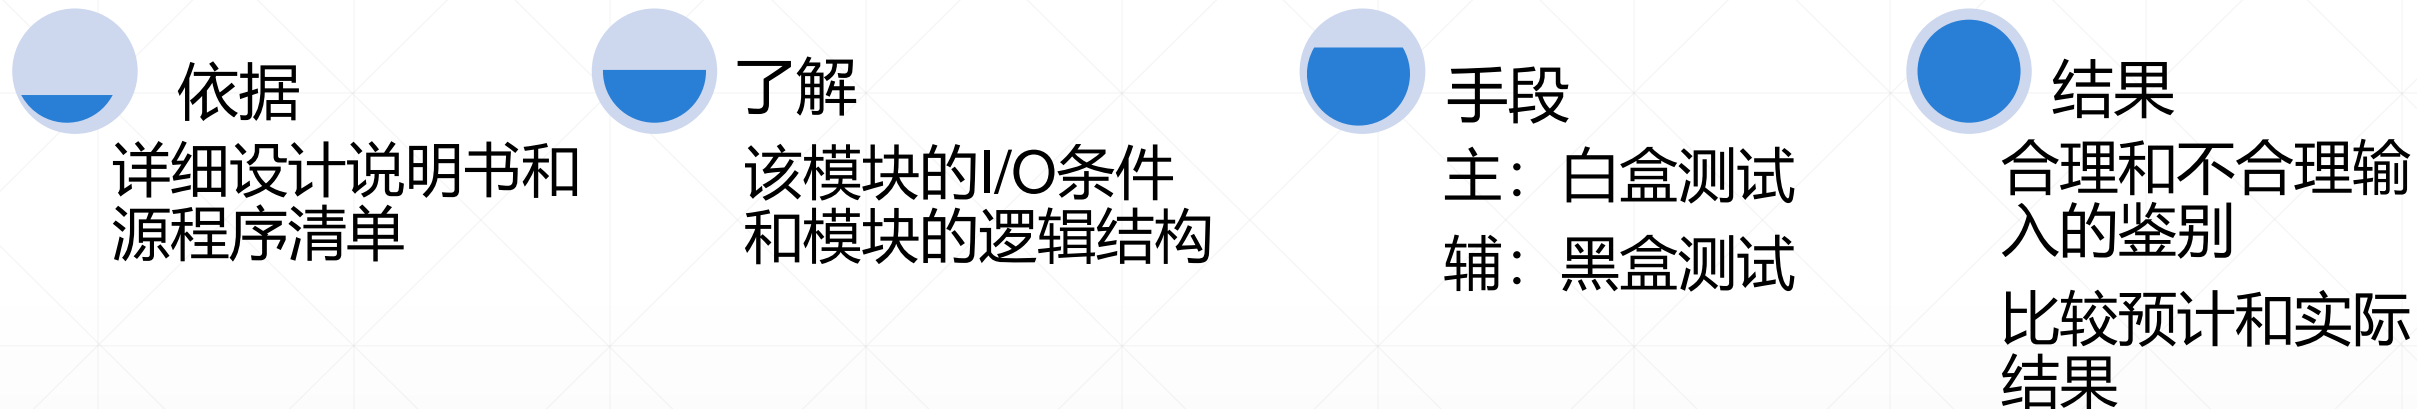 依据
详细设计说明书和
源程序清单
了解
该模块的I/O条件
和模块的逻辑结构
手段
主：白盒测试
辅：黑盒测试
结果
合理和不合理输
入的鉴别
比较预计和实际
结果